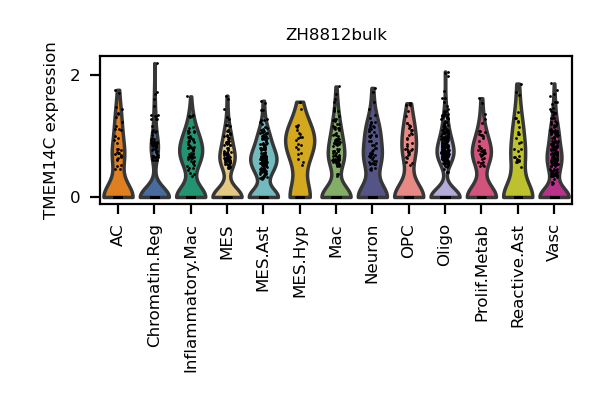 ZH8812bulk
TMEM14C expression
2
0
AC
Chromatin.Reg
Inflammatory.Mac
MES
MES.Ast
MES.Hyp
Mac
Neuron
OPC
Oligo
Prolif.Metab
Reactive.Ast
Vasc